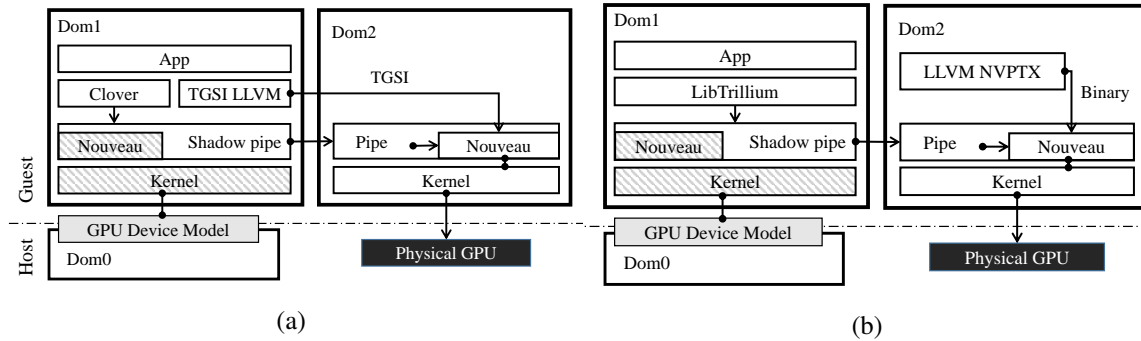 Dom1
App
Clover
TGSI LLVM
Nouveau
Shadow pipe
Kernel
Dom2
TGSI
Pipe
Nouveau
Kernel
Guest
Host
GPU Device Model
Dom0
Physical GPU
(a)
Dom1
App
LibTrillium
Nouveau
Shadow pipe
Kernel
Dom2
LLVM NVPTX
Binary
Pipe
Nouveau
Kernel
GPU Device Model
Dom0
Physical GPU
(b)